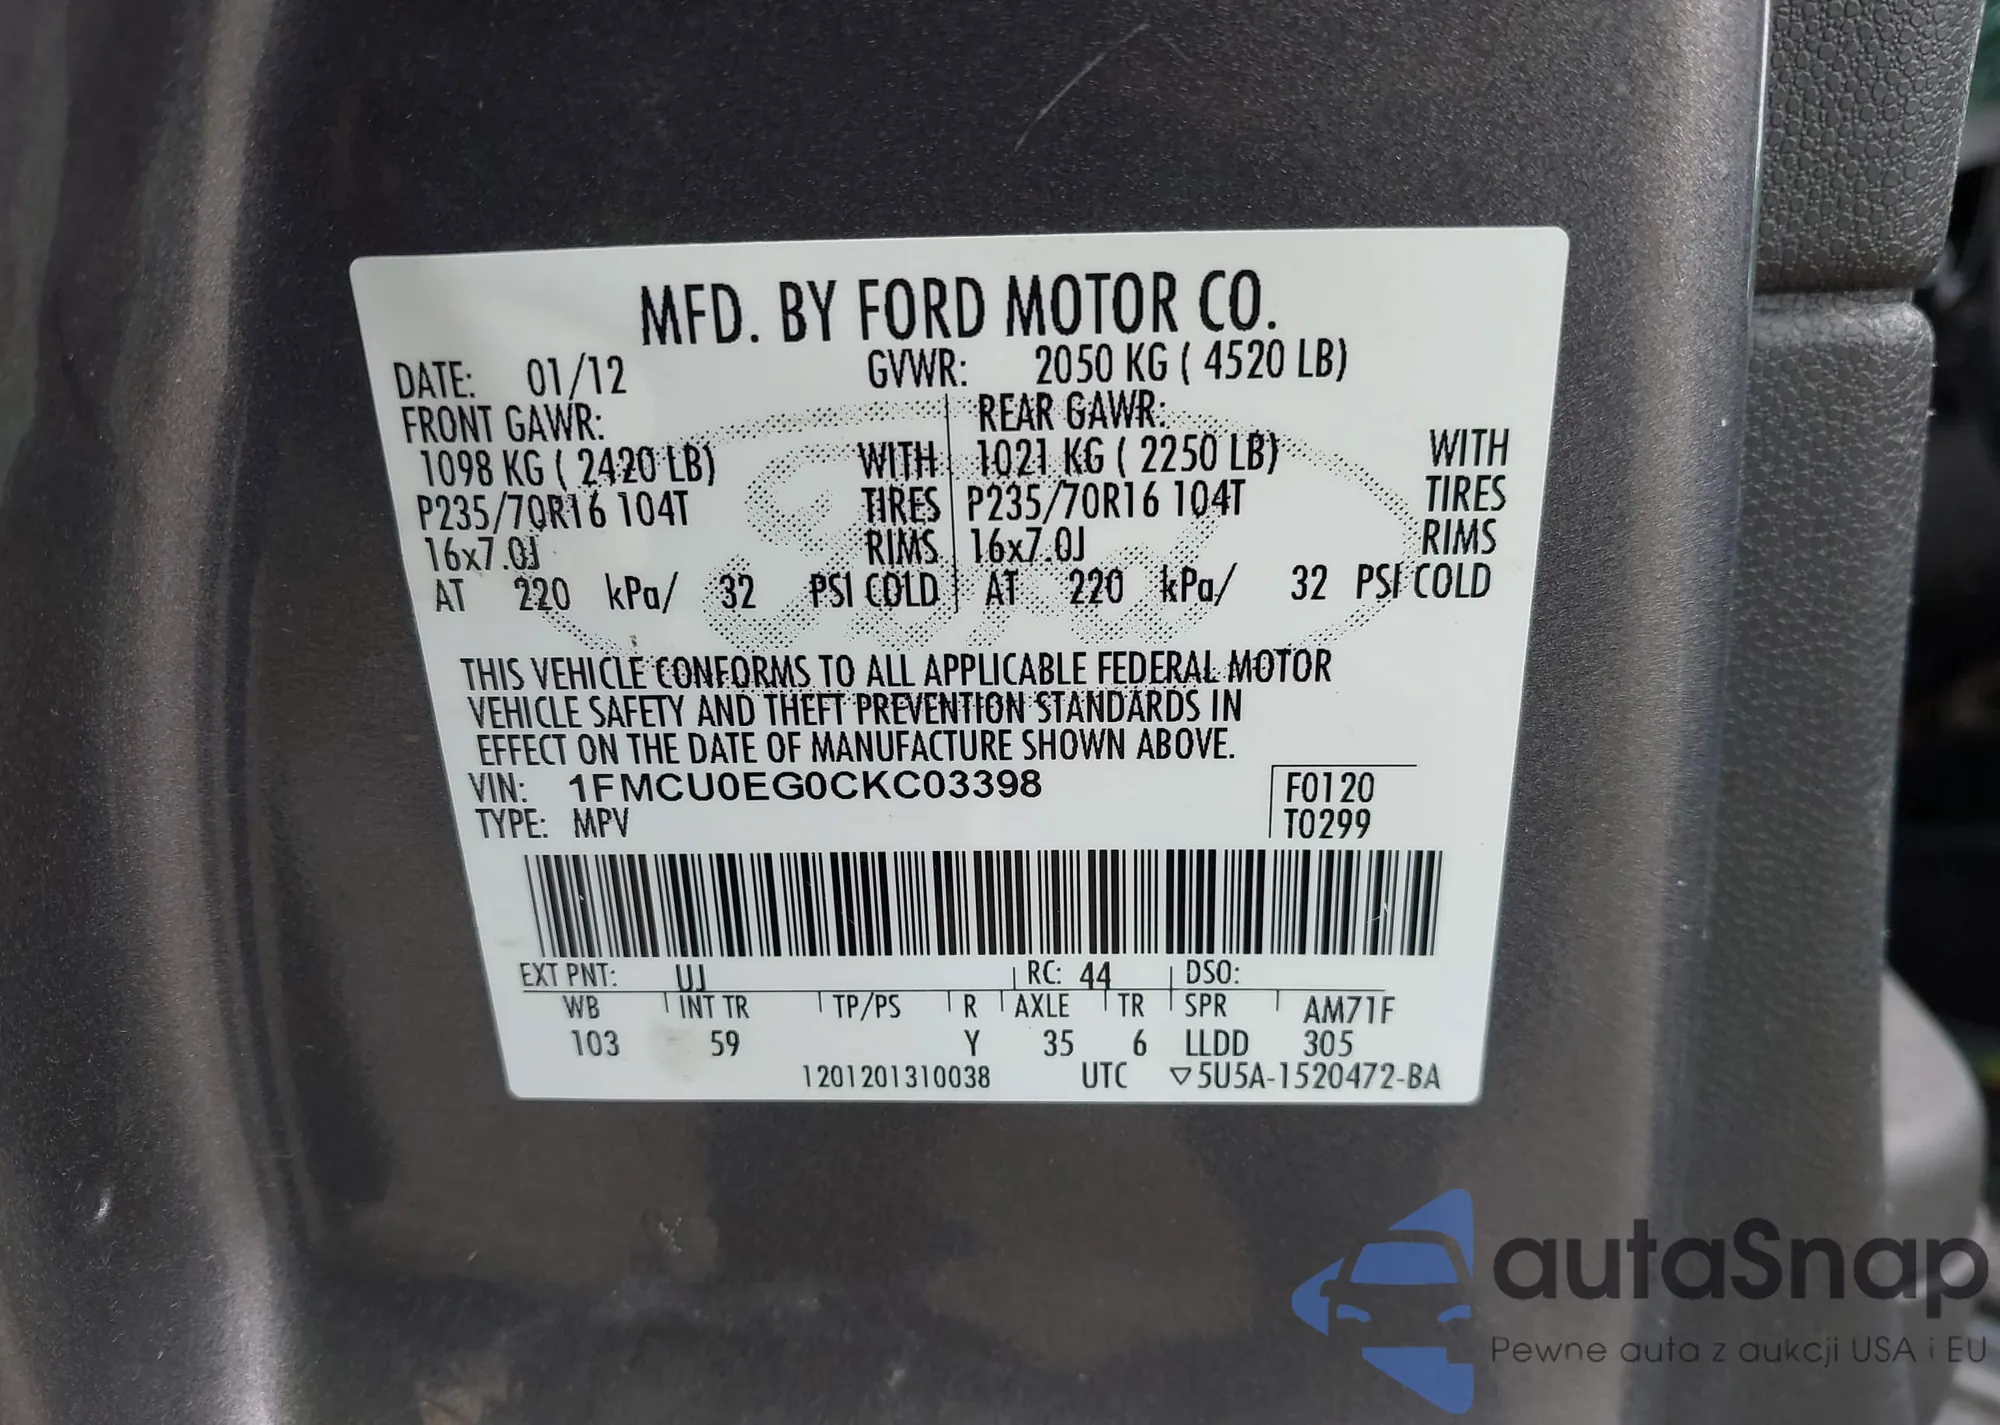 MFD. BY FORD MOTOR CO.
DATE: 01/12 GVWR: 2050 KG ( 4520 LB)
FRONT GAWR: REAR GAWR:
1098 KG ( 2420 LB) WITH 1021 KG ( 2250 LB) WITH
P235/70R16 104T TIRES P235/70R16 104T TIRES
16x7.0J RIMS 16x7.0J RIMS
AT 220 kPa/ 32 PSI COLD AT 220 kPa/ 32 PSI COLD
Ford
THIS VEHICLE CONFORMS TO ALL APPLICABLE FEDERAL MOTOR
VEHICLE SAFETY AND THEFT PREVENTION STANDARDS IN
EFFECT ON THE DATE OF MANUFACTURE SHOWN ABOVE.
VIN: 1FMCU0EG0CKC03398 F0120
TYPE: MPV T0299
EXT PNT: UJ RC: 44 DSO:
WB INT TR TP/PS R AXLE TR SPR AM71F
103 59 Y 35 6 LLDD 305
1201201310038 UTC ▽5U5A-1520472-BA
autaSnap
Pewne auta z aukcji USA i EU